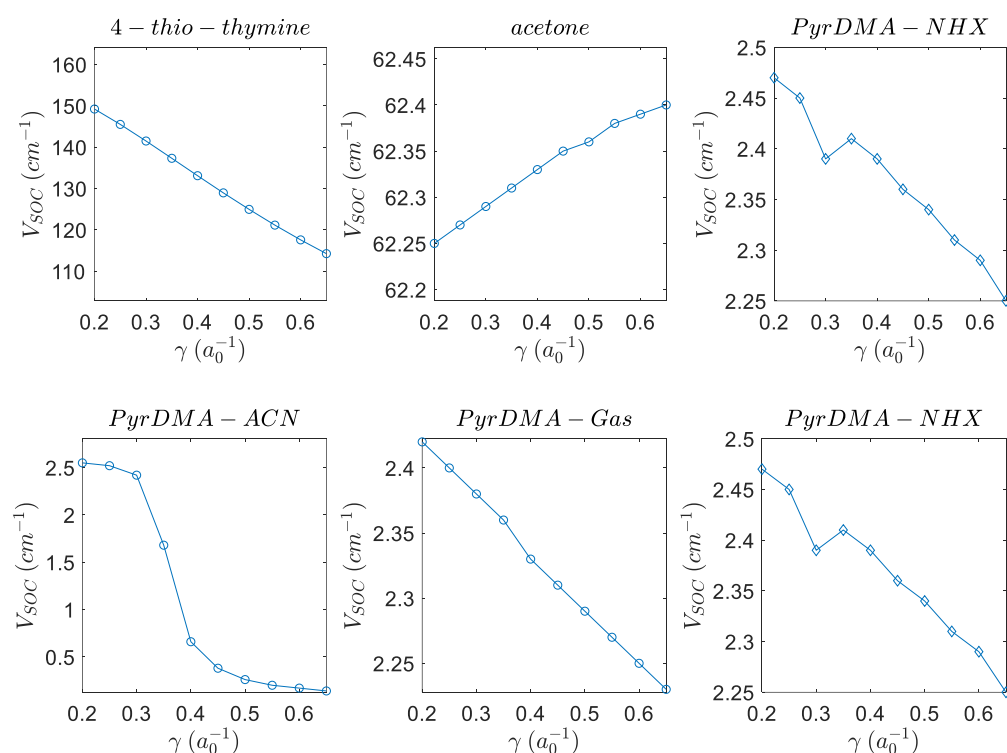 4 − thio − thymine
160
150
140
130
120
110
0.2 0.3 0.4 0.5 0.6
V_SOC (cm⁻¹)
γ (a₀⁻¹)
acetone
62.45
62.4
62.35
62.3
62.25
62.2
0.2 0.3 0.4 0.5 0.6
V_SOC (cm⁻¹)
γ (a₀⁻¹)
PyrDMA − NHX
2.5
2.45
2.4
2.35
2.3
2.25
0.2 0.3 0.4 0.5 0.6
V_SOC (cm⁻¹)
γ (a₀⁻¹)
PyrDMA − ACN
2.5
2
1.5
1
0.5
0.2 0.3 0.4 0.5 0.6
V_SOC (cm⁻¹)
γ (a₀⁻¹)
PyrDMA − Gas
2.4
2.35
2.3
2.25
0.2 0.3 0.4 0.5 0.6
V_SOC (cm⁻¹)
γ (a₀⁻¹)
PyrDMA − NHX
2.5
2.45
2.4
2.35
2.3
2.25
0.2 0.3 0.4 0.5 0.6
V_SOC (cm⁻¹)
γ (a₀⁻¹)